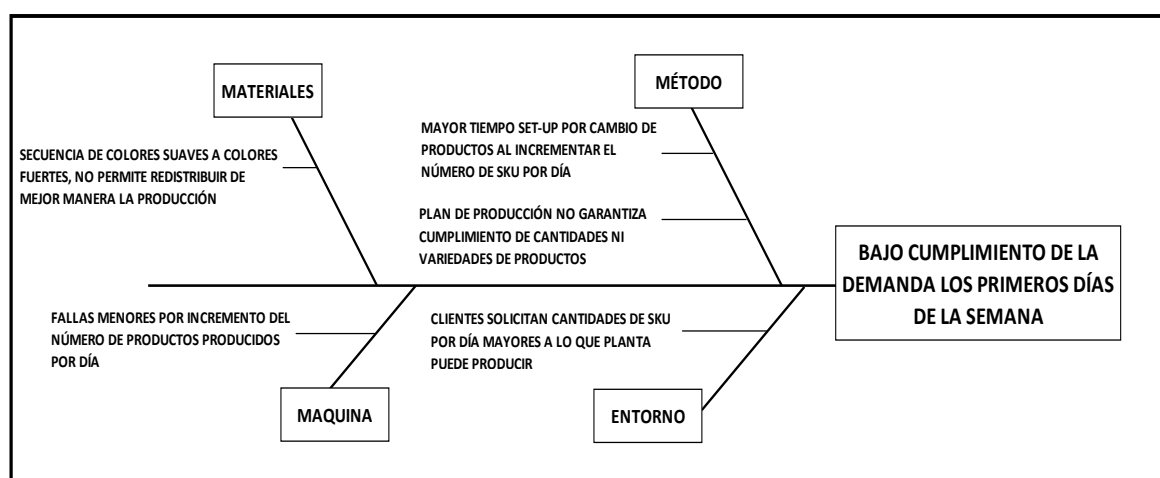 MATERIALES
SECUENCIA DE COLORES SUAVES A COLORES
FUERTES, NO PERMITE REDISTRIBUIR DE
MEJOR MANERA LA PRODUCCIÓN
MÉTODO
MAYOR TIEMPO SET-UP POR CAMBIO DE
PRODUCTOS AL INCREMENTAR EL
NÚMERO DE SKU POR DÍA
PLAN DE PRODUCCIÓN NO GARANTIZA
CUMPLIMIENTO DE CANTIDADES NI
VARIEDADES DE PRODUCTOS
BAJO CUMPLIMIENTO DE LA
DEMANDA LOS PRIMEROS DÍAS
DE LA SEMANA
FALLAS MENORES POR INCREMENTO DEL
NÚMERO DE PRODUCTOS PRODUCIDOS
POR DÍA
MAQUINA
CLIENTES SOLICITAN CANTIDADES DE SKU
POR DÍA MAYORES A LO QUE PLANTA
PUEDE PRODUCIR
ENTORNO